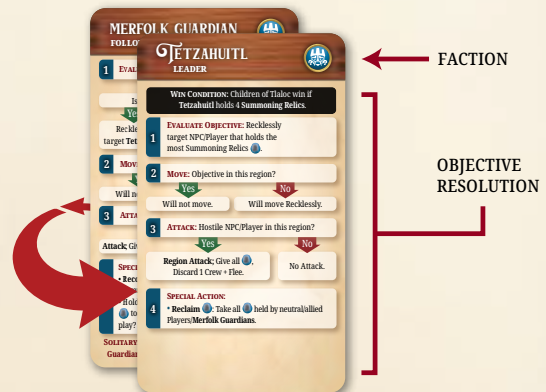 MERFOLK GUARDIAN
FOLLO
1
EVAL
Is
Yes
Reckle
target Tet
2
MOV
Will n
3
ATTA
Attack; Giv
SPECI
• Reco
• Hold
to
play?
SOLITARY
Guardian
TETZAHUITL
LEADER
WIN CONDITION: Children of Tlaloc win if
Tetzahuitl holds 4 Summoning Relics.
1
EVALUATE OBJECTIVE: Recklessly
target NPC/Player that holds the
most Summoning Relics .
2
MOVE: Objective in this region?
Yes No
Will not move. Will move Recklessly.
3
ATTACK: Hostile NPC/Player in this region?
Yes No
Region Attack; Give all ,
Discard 1 Crew + Flee.
No Attack.
4
SPECIAL ACTION:
• Reclaim : Take all held by neutral/allied
Players/Merfolk Guardians.
FACTION
OBJECTIVE
RESOLUTION